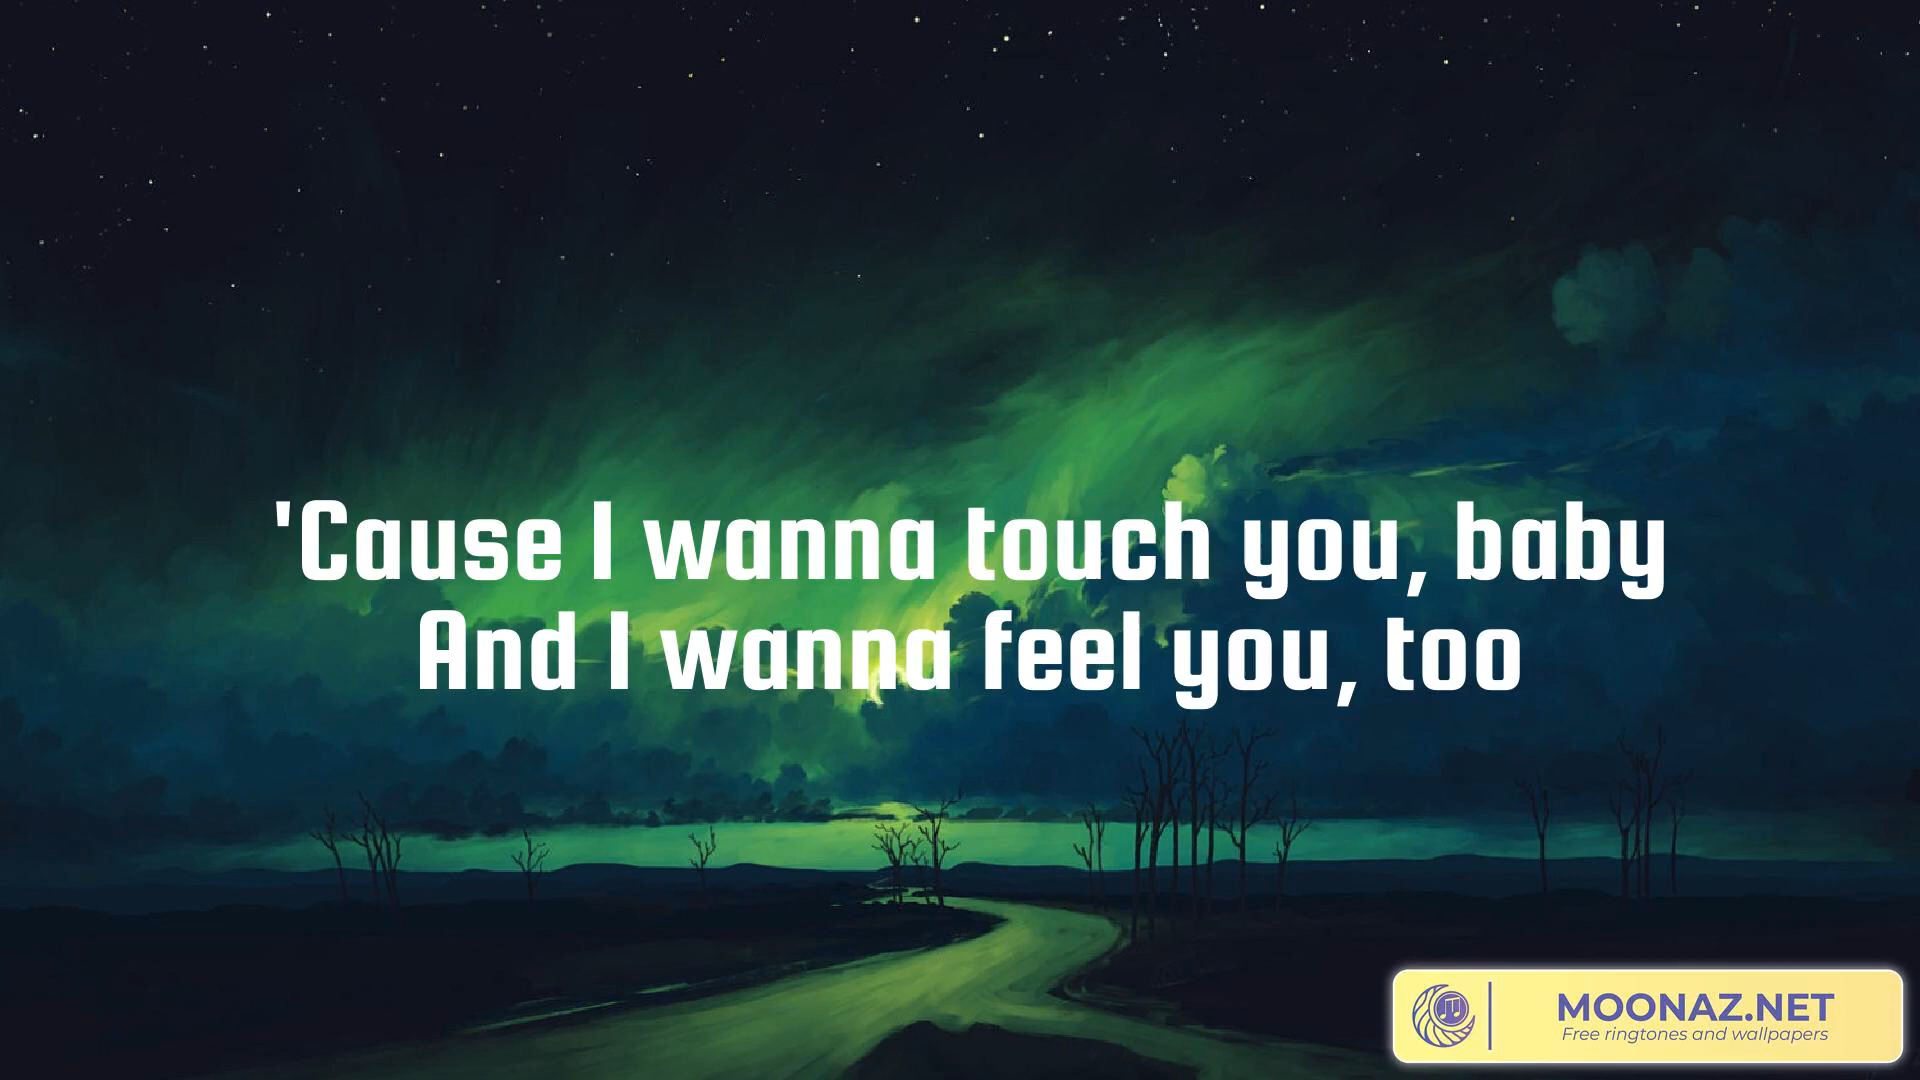 'Cause I wanna touch you, baby
And I wanna feel you, too
MOONAZ.NET
Free ringtones and wallpapers